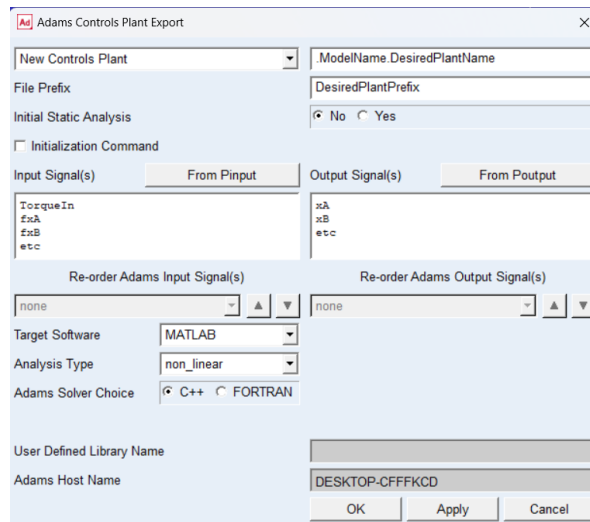 Ad Adams Controls Plant Export
New Controls Plant .ModelName.DesiredPlantName
File Prefix DesiredPlantPrefix
Initial Static Analysis No Yes
Initialization Command
Input Signal(s) From Pinput Output Signal(s) From Poutput
TorqueIn xA
fxA xB
fxB etc
etc
Re-order Adams Input Signal(s) Re-order Adams Output Signal(s)
none none
Target Software MATLAB
Analysis Type non_linear
Adams Solver Choice C++ FORTRAN
User Defined Library Name
Adams Host Name DESKTOP-CFFFKCD
OK Apply Cancel